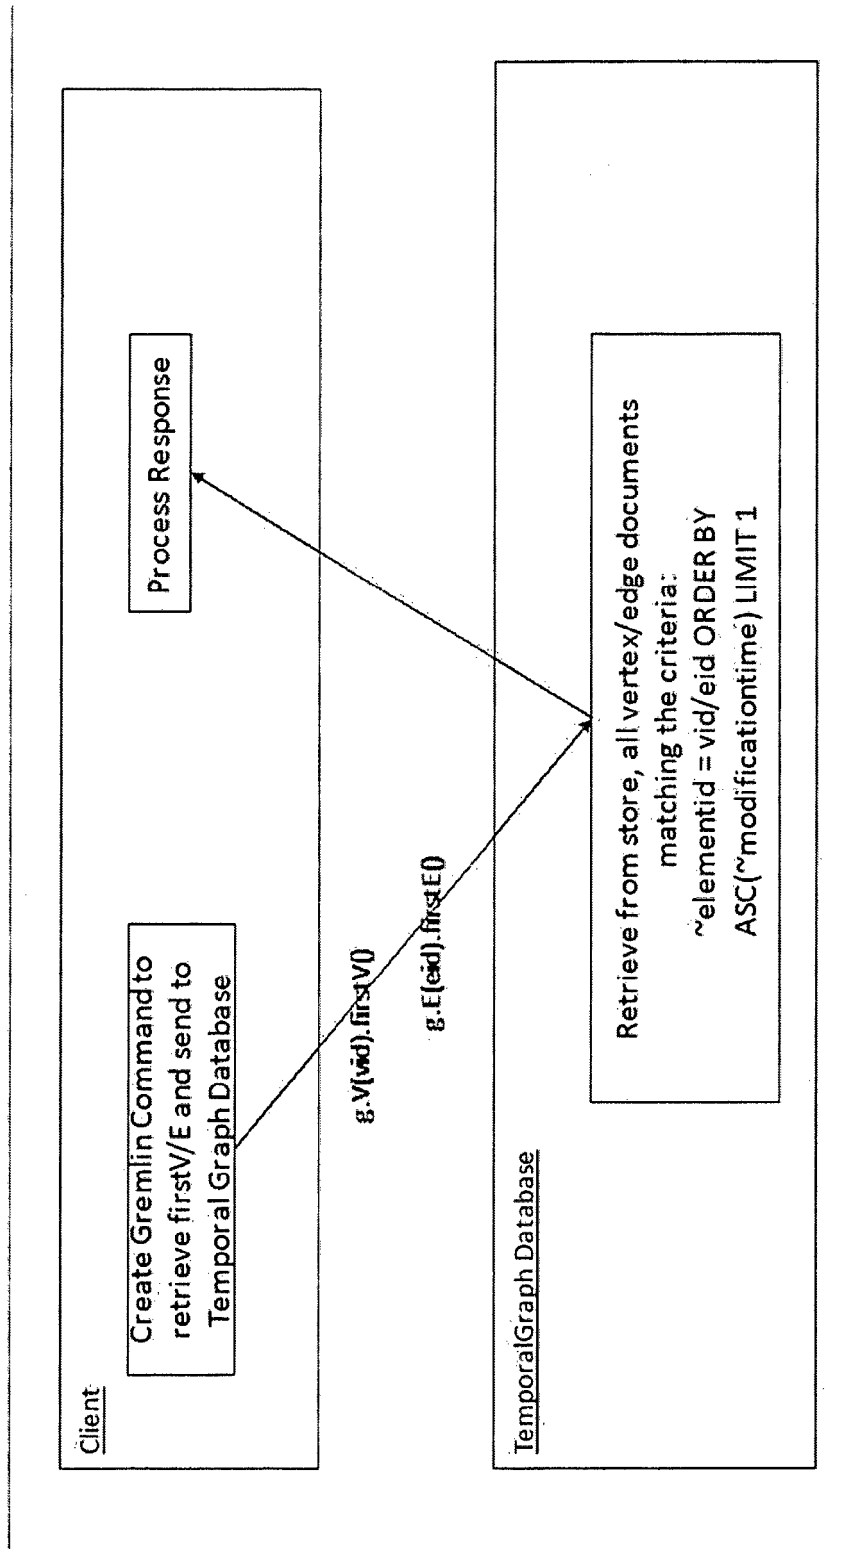 Client
Create Gremlin Command to
retrieve firstV/E and send to
Temporal Graph Database
Process Response
g.V(vid).firstV()
g.E(eid).firstE()
TemporalGraph Database
Retrieve from store, all vertex/edge documents
matching the criteria:
~elementid = vid/eid ORDER BY
ASC(~modificationtime) LIMIT 1